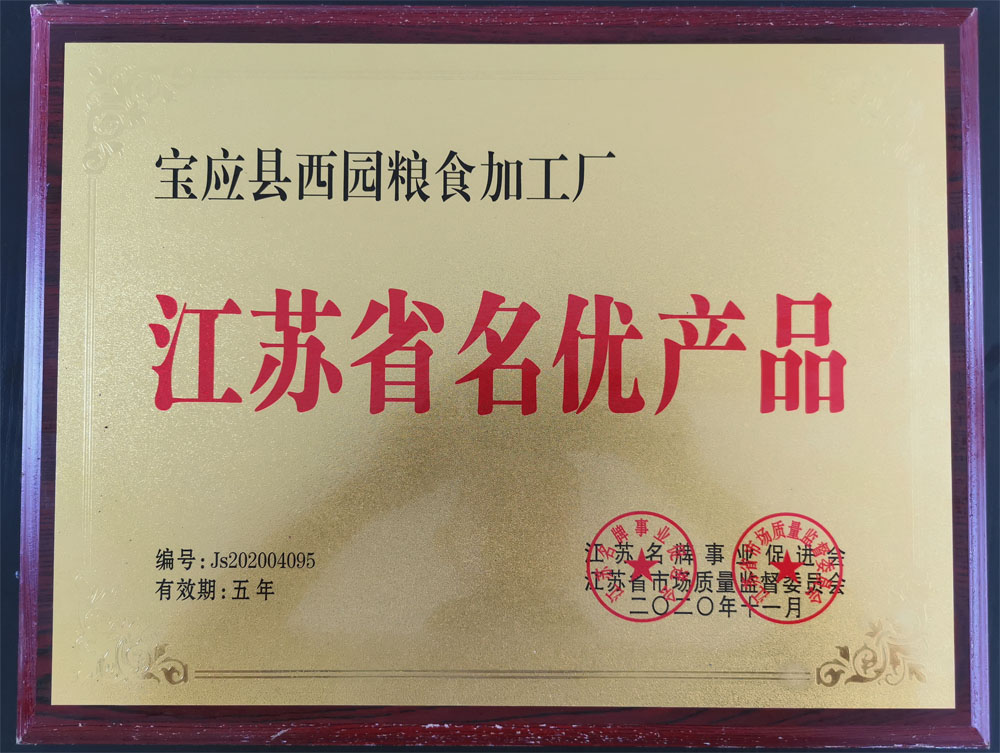 宝应县西园粮食加工厂
江苏省名优产品
编号:Js202004095
有效期:五年
江苏名牌事业促进会
江苏省市场质量监督委员会
二〇二〇年十一月